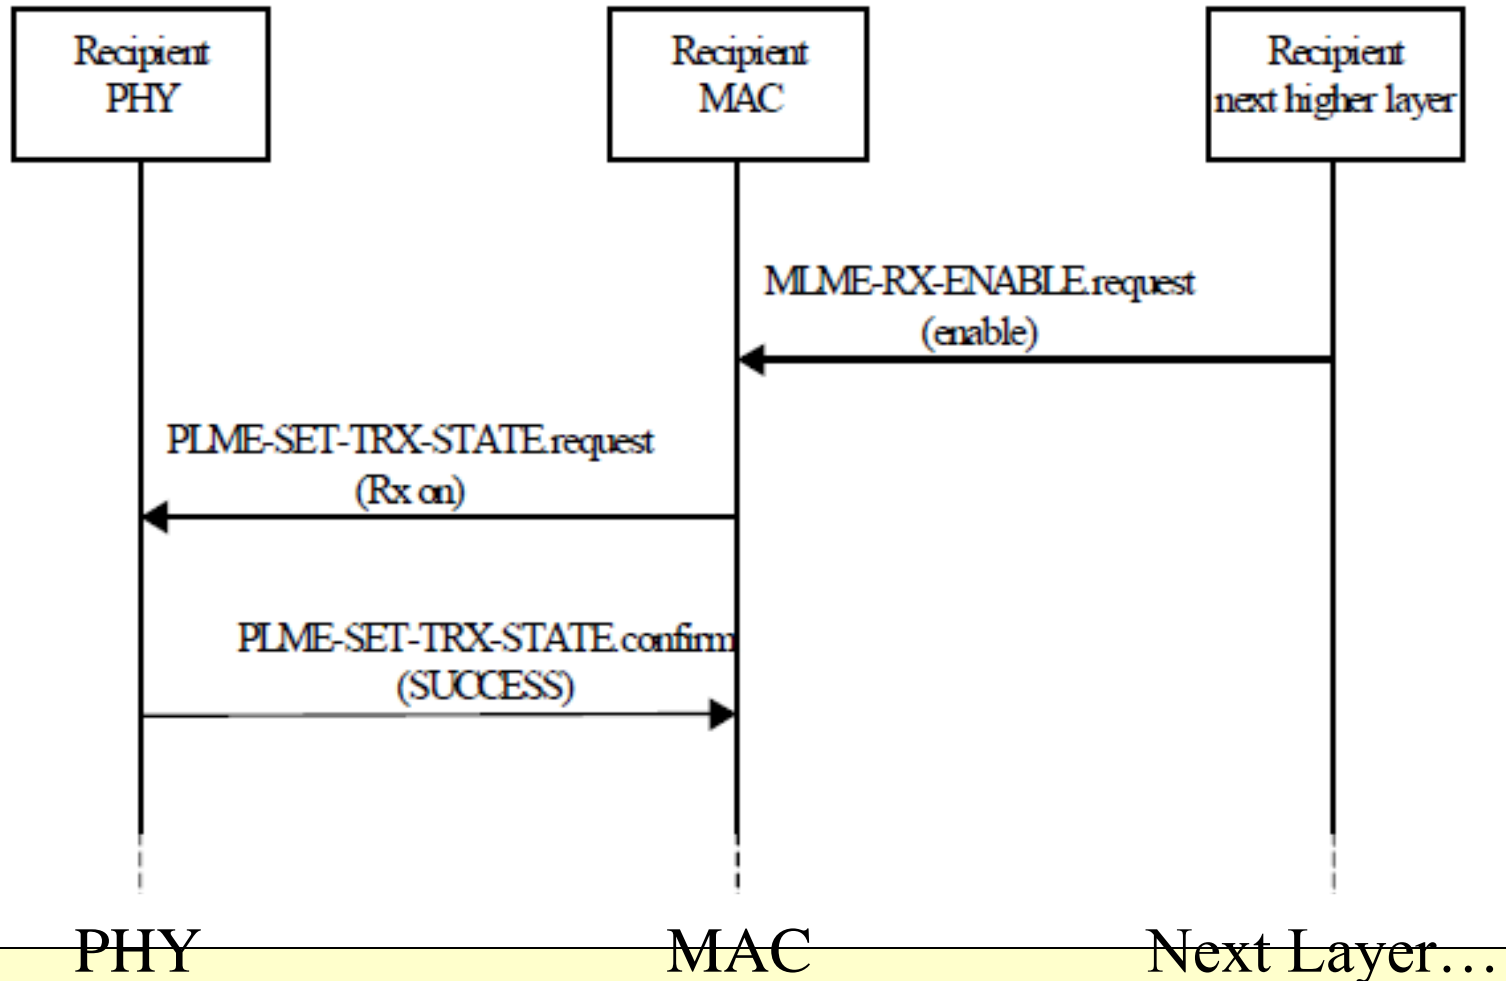 Recipient
PHY
Recipient
MAC
Recipient
next higher layer
MLME-RX-ENABLE.request
(enable)
PLME-SET-TRX-STATE.request
(Rx on)
PLME-SET-TRX-STATE.confirm
(SUCCESS)
PHY
MAC
Next Layer…